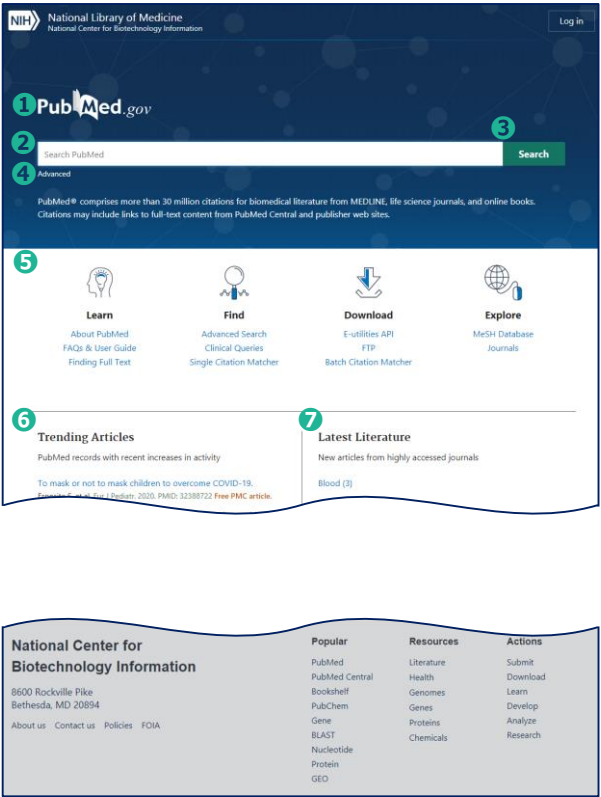 NIH National Library of Medicine
National Center for Biotechnology Information
Log in
1 PubMed.gov
2
3
Search PubMed
Search
4
Advanced
PubMed® comprises more than 30 million citations for biomedical literature from MEDLINE, life science journals, and online books.
Citations may include links to full-text content from PubMed Central and publisher web sites.
5
Learn
About PubMed
FAQs & User Guide
Finding Full Text
Find
Advanced Search
Clinical Queries
Single Citation Matcher
Download
E-utilities API
FTP
Batch Citation Matcher
Explore
MeSH Database
Journals
6
Trending Articles
PubMed records with recent increases in activity
To mask or not to mask children to overcome COVID-19.
et al. Eur J Pediatr. 2020. PMID: 32388722 Free PMC article.
7
Latest Literature
New articles from highly accessed journals
Blood (3)
National Center for
Biotechnology Information
8600 Rockville Pike
Bethesda, MD 20894
About us Contact us Policies FOIA
Popular
PubMed
PubMed Central
Bookshelf
PubChem
Gene
BLAST
Nucleotide
Protein
GEO
Resources
Literature
Health
Genomes
Genes
Proteins
Chemicals
Actions
Submit
Download
Learn
Develop
Analyze
Research